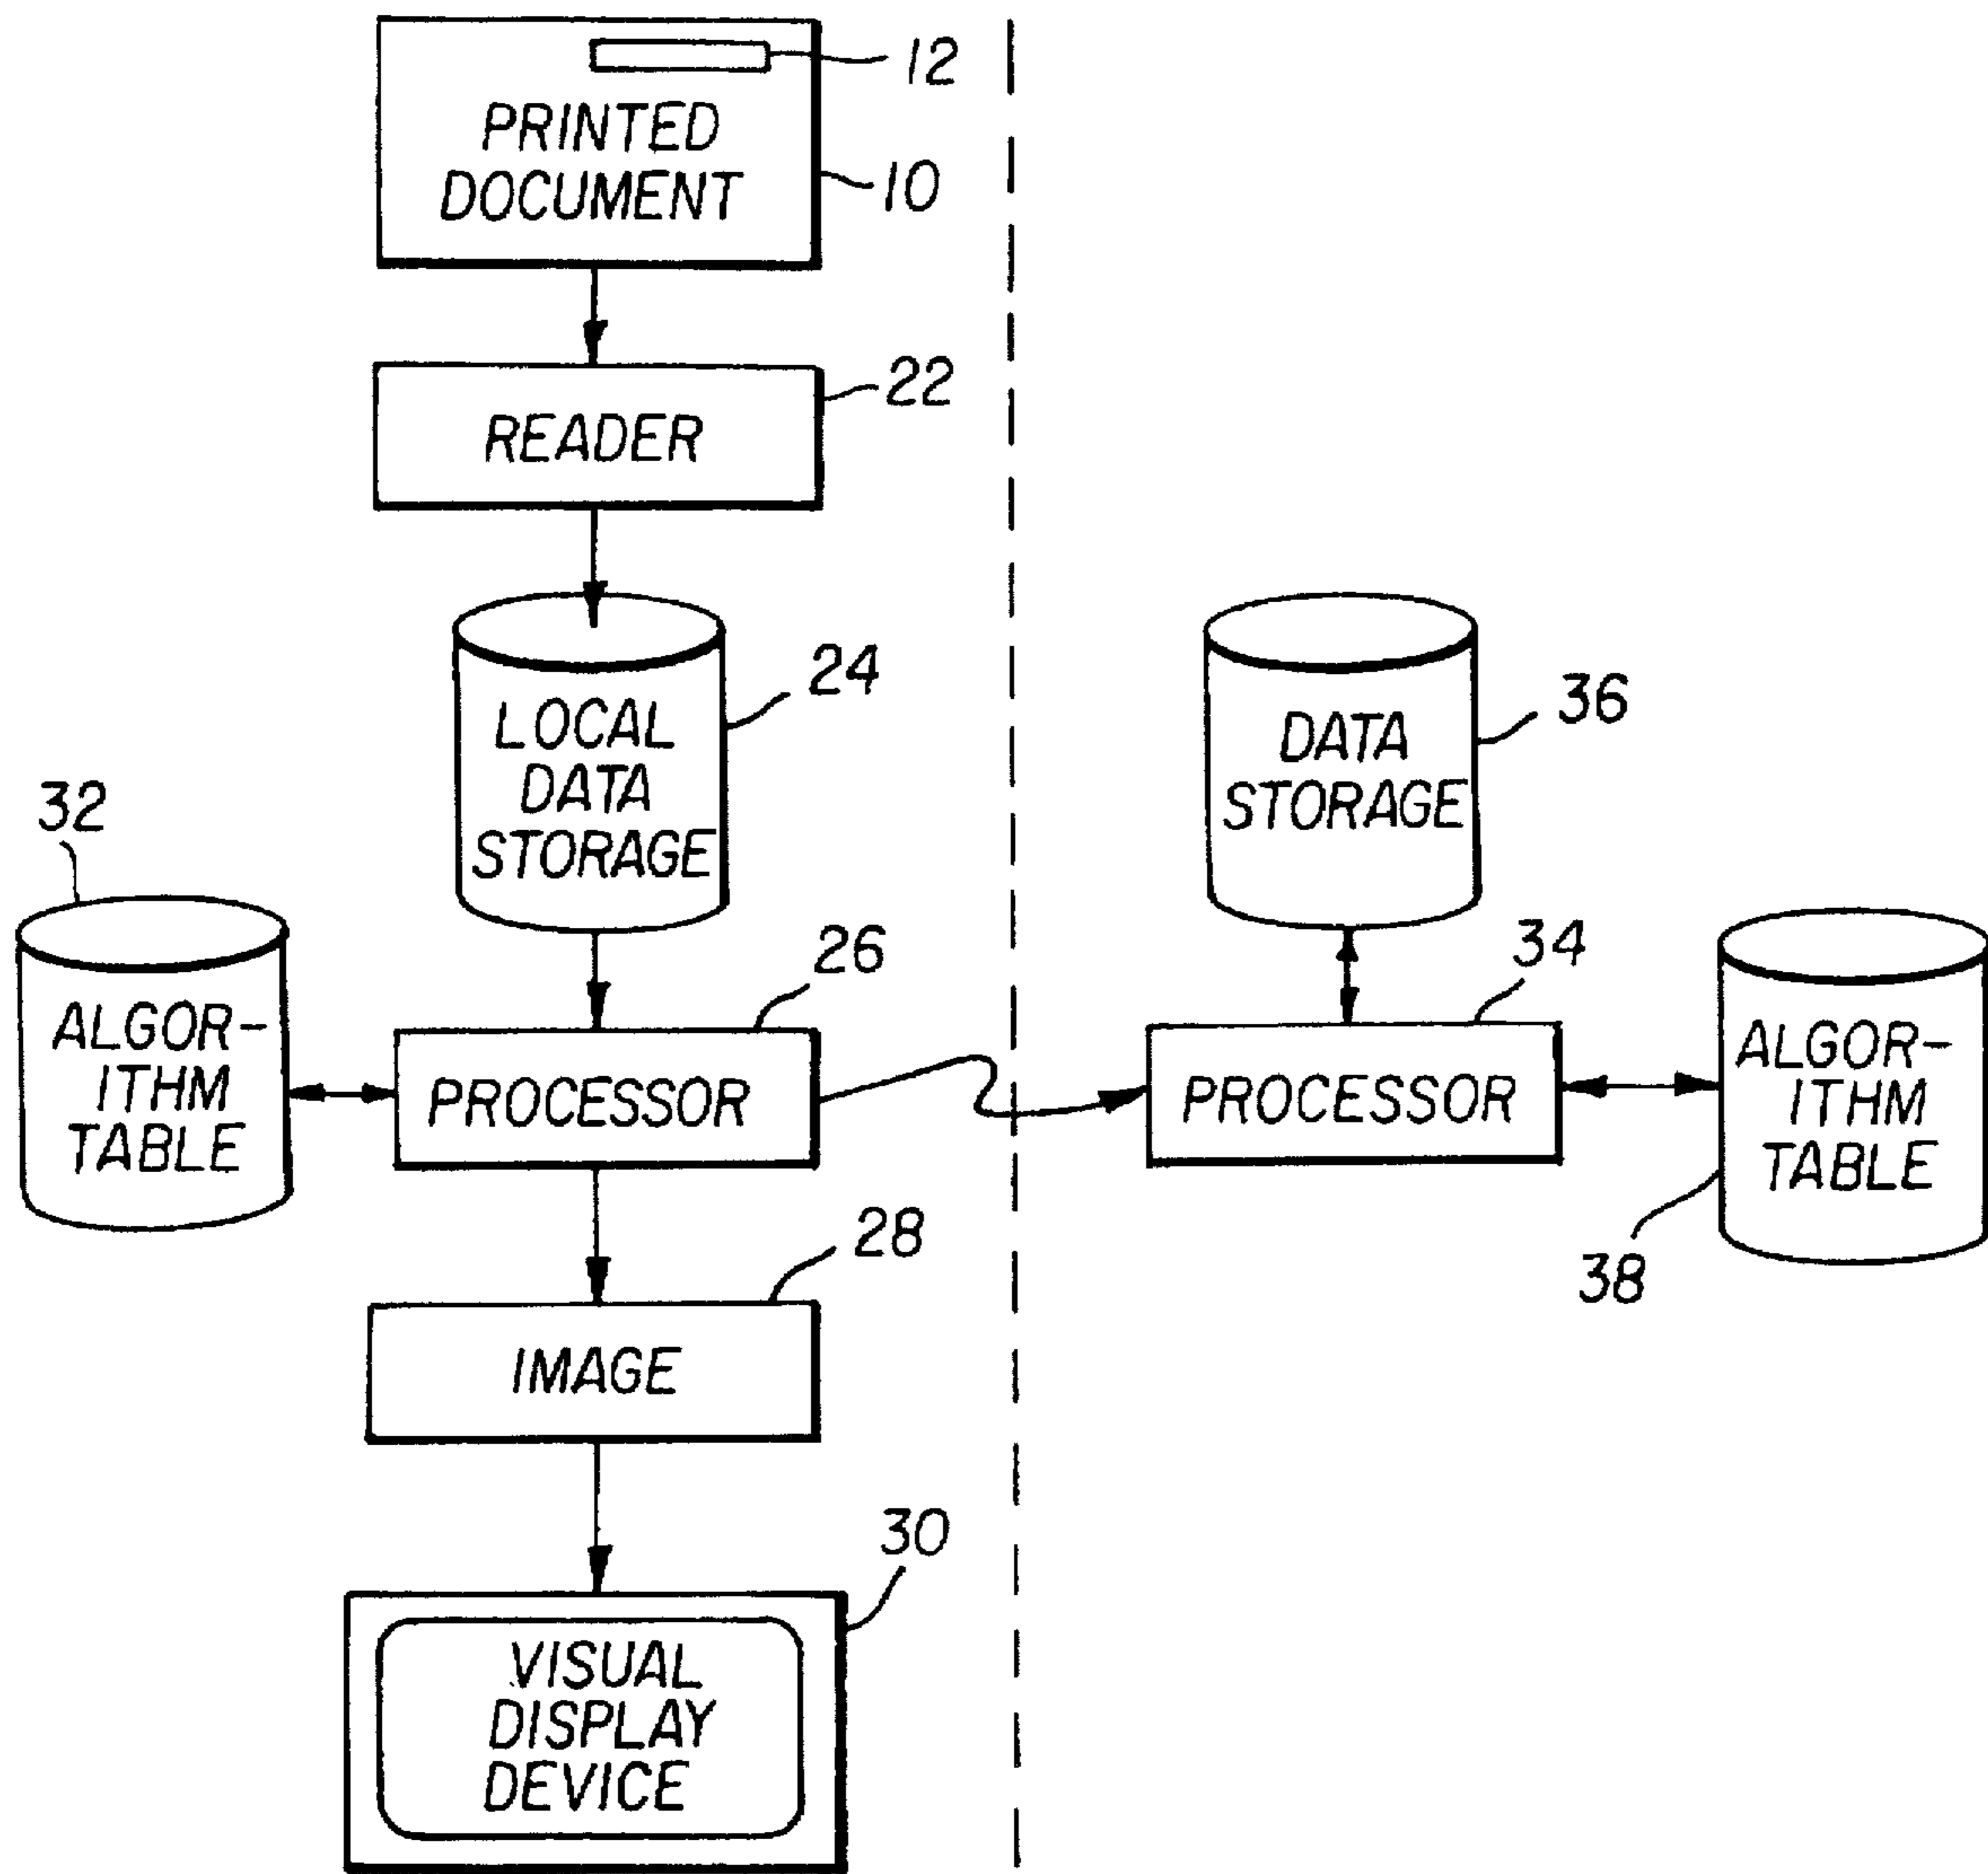 12
PRINTED
DOCUMENT
10
22
READER
24
LOCAL
DATA
STORAGE
36
DATA
STORAGE
32
ALGOR-
ITHM
TABLE
26
PROCESSOR
34
PROCESSOR
ALGOR-
ITHM
TABLE
38
28
IMAGE
30
VISUAL
DISPLAY
DEVICE